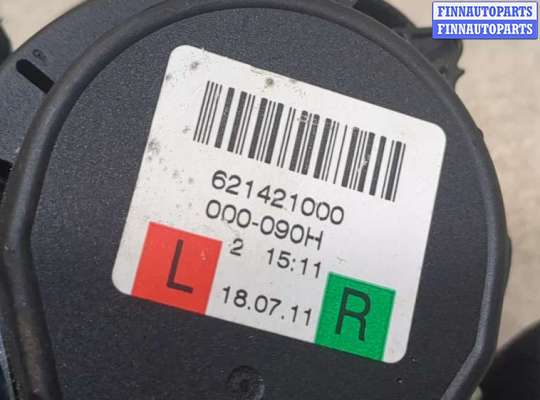 FINNAUTOPARTS
FINNAUTOPARTS
621421000
000-090H
2 15:11
L 18.07.11 R